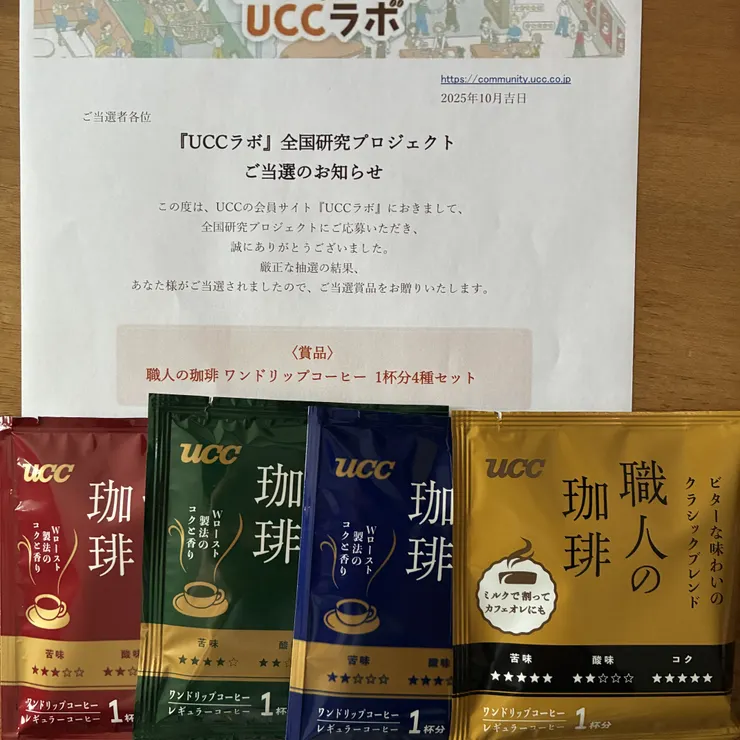 UCCラボ
https://community.ucc.co.jp
2025年10月吉日
ご当選者各位
『UCCラボ』全国研究プロジェクト
ご当選のお知らせ
この度は、UCCの会員サイト『UCCラボ』におきまして、
全国研究プロジェクトにご応募いただき、
誠にありがとうございました。
厳正な抽選の結果、
あなた様がご当選されましたので、ご当選賞品をお贈りいたします。
〈賞品〉
職人の珈琲 ワンドリップコーヒー 1杯分4種セット
ucc
珈琲
Wロースト
製法の
コクと香り
苦味
★★★☆☆
酸味
ワンドリップコーヒー
レギュラーコーヒー
1杯
ucc
珈琲
Wロースト
製法の
コクと香り
苦味
★★★★☆
酸
ワンドリップコーヒー
レギュラーコーヒー
1杯
ucc
珈琲
Wロースト
製法の
コクと香り
苦味
★★☆☆☆
酸味
ワンドリップコーヒー
レギュラーコーヒー
1杯分
ucc
職人の
珈琲
ビターな味わいの
クラシックブレンド
ミルクで割って
カフェオレにも
苦味 酸味 コク
★★★★★ ★★☆☆☆ ★★★★★
ワンドリップコーヒー
レギュラーコーヒー
1杯分